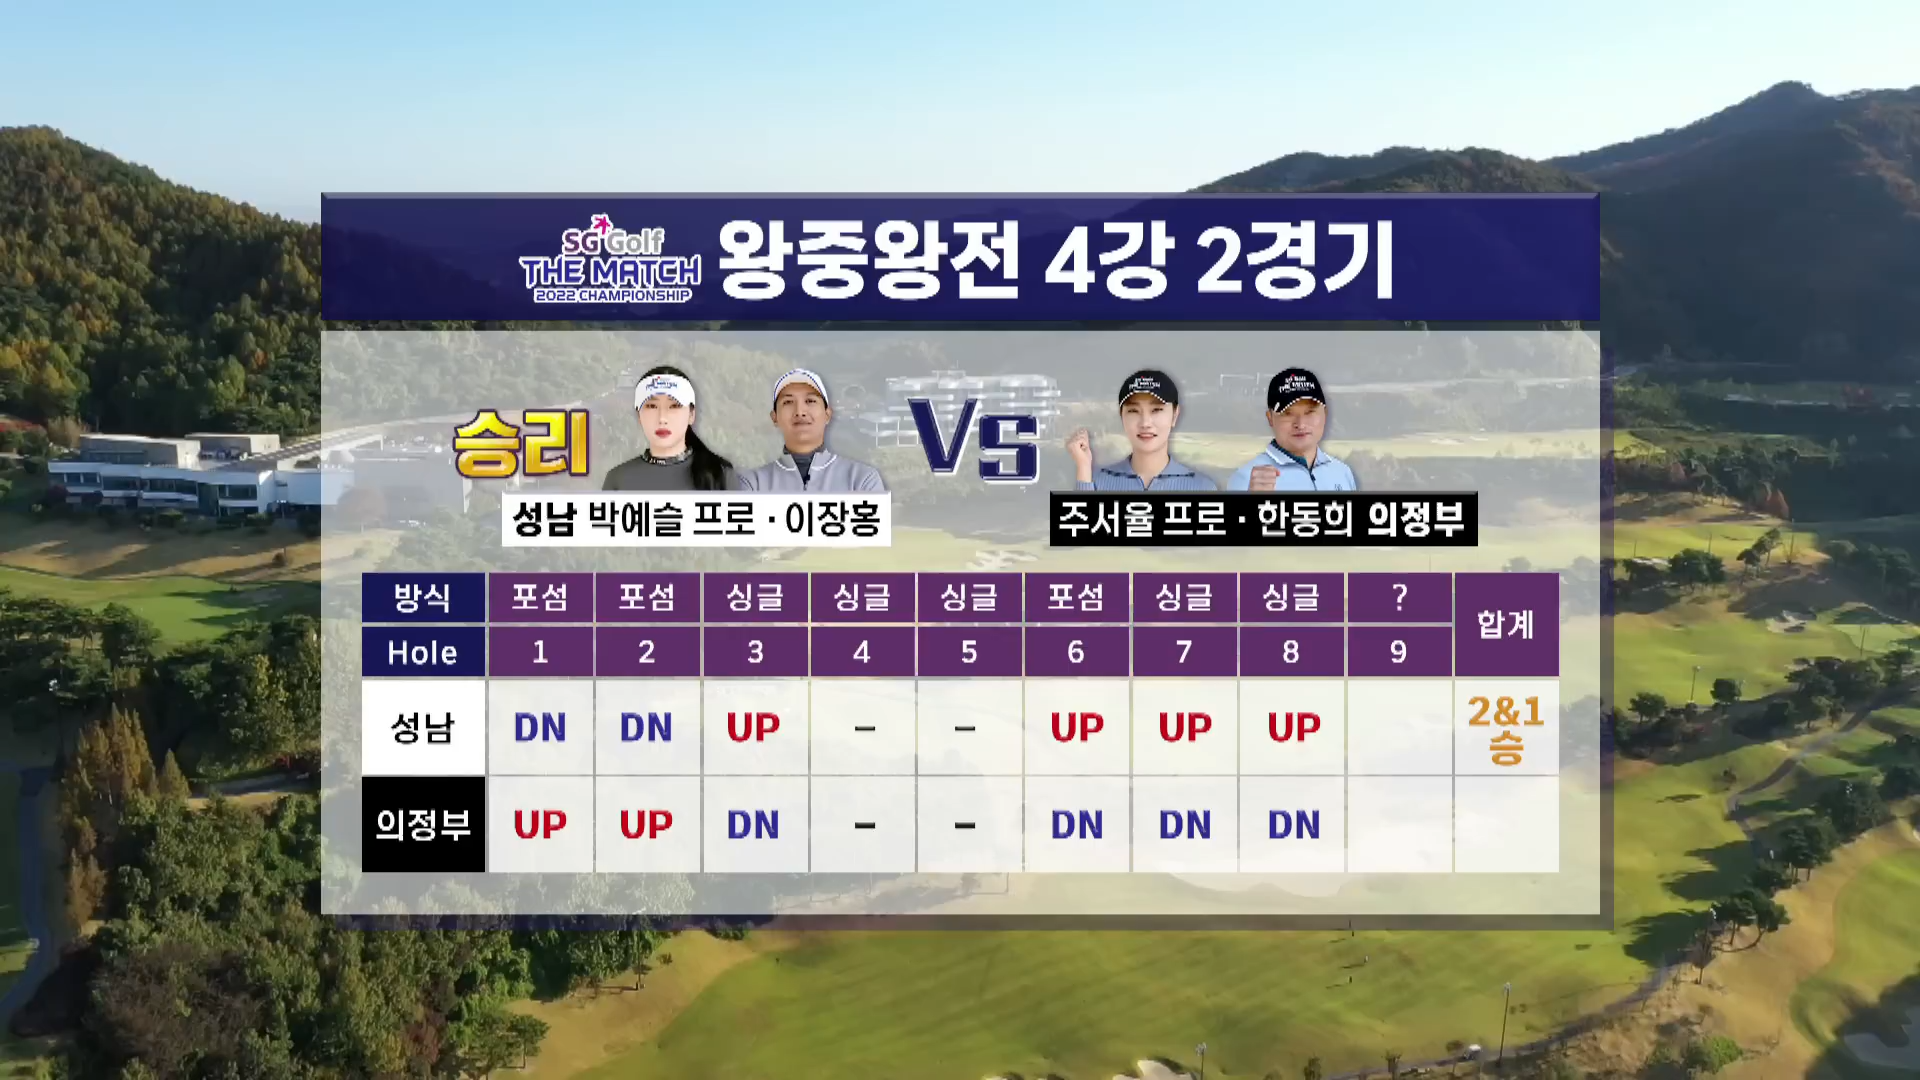 SG Golf
THE MATCH
2022 CHAMPIONSHIP
왕중왕전 4강 2경기
승리
VS
성남 박예슬 프로 · 이장홍
주서율 프로 · 한동희 의정부
방식 포섬 포섬 싱글 싱글 싱글 포섬 싱글 싱글 ? 합계
Hole 1 2 3 4 5 6 7 8 9
성남 DN DN UP – – UP UP UP 2&1 승
의정부 UP UP DN – – DN DN DN